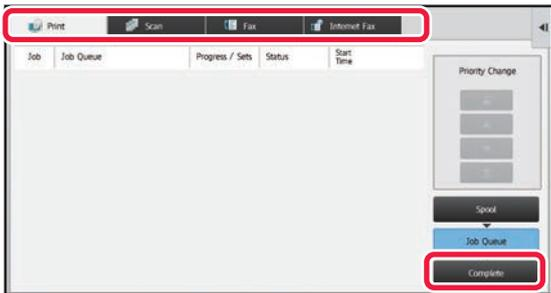 Print Scan Fax Internet Fax
Job Job Queue Progress / Sets Status Start Time
Priority Change
Spool
Job Queue
Complete